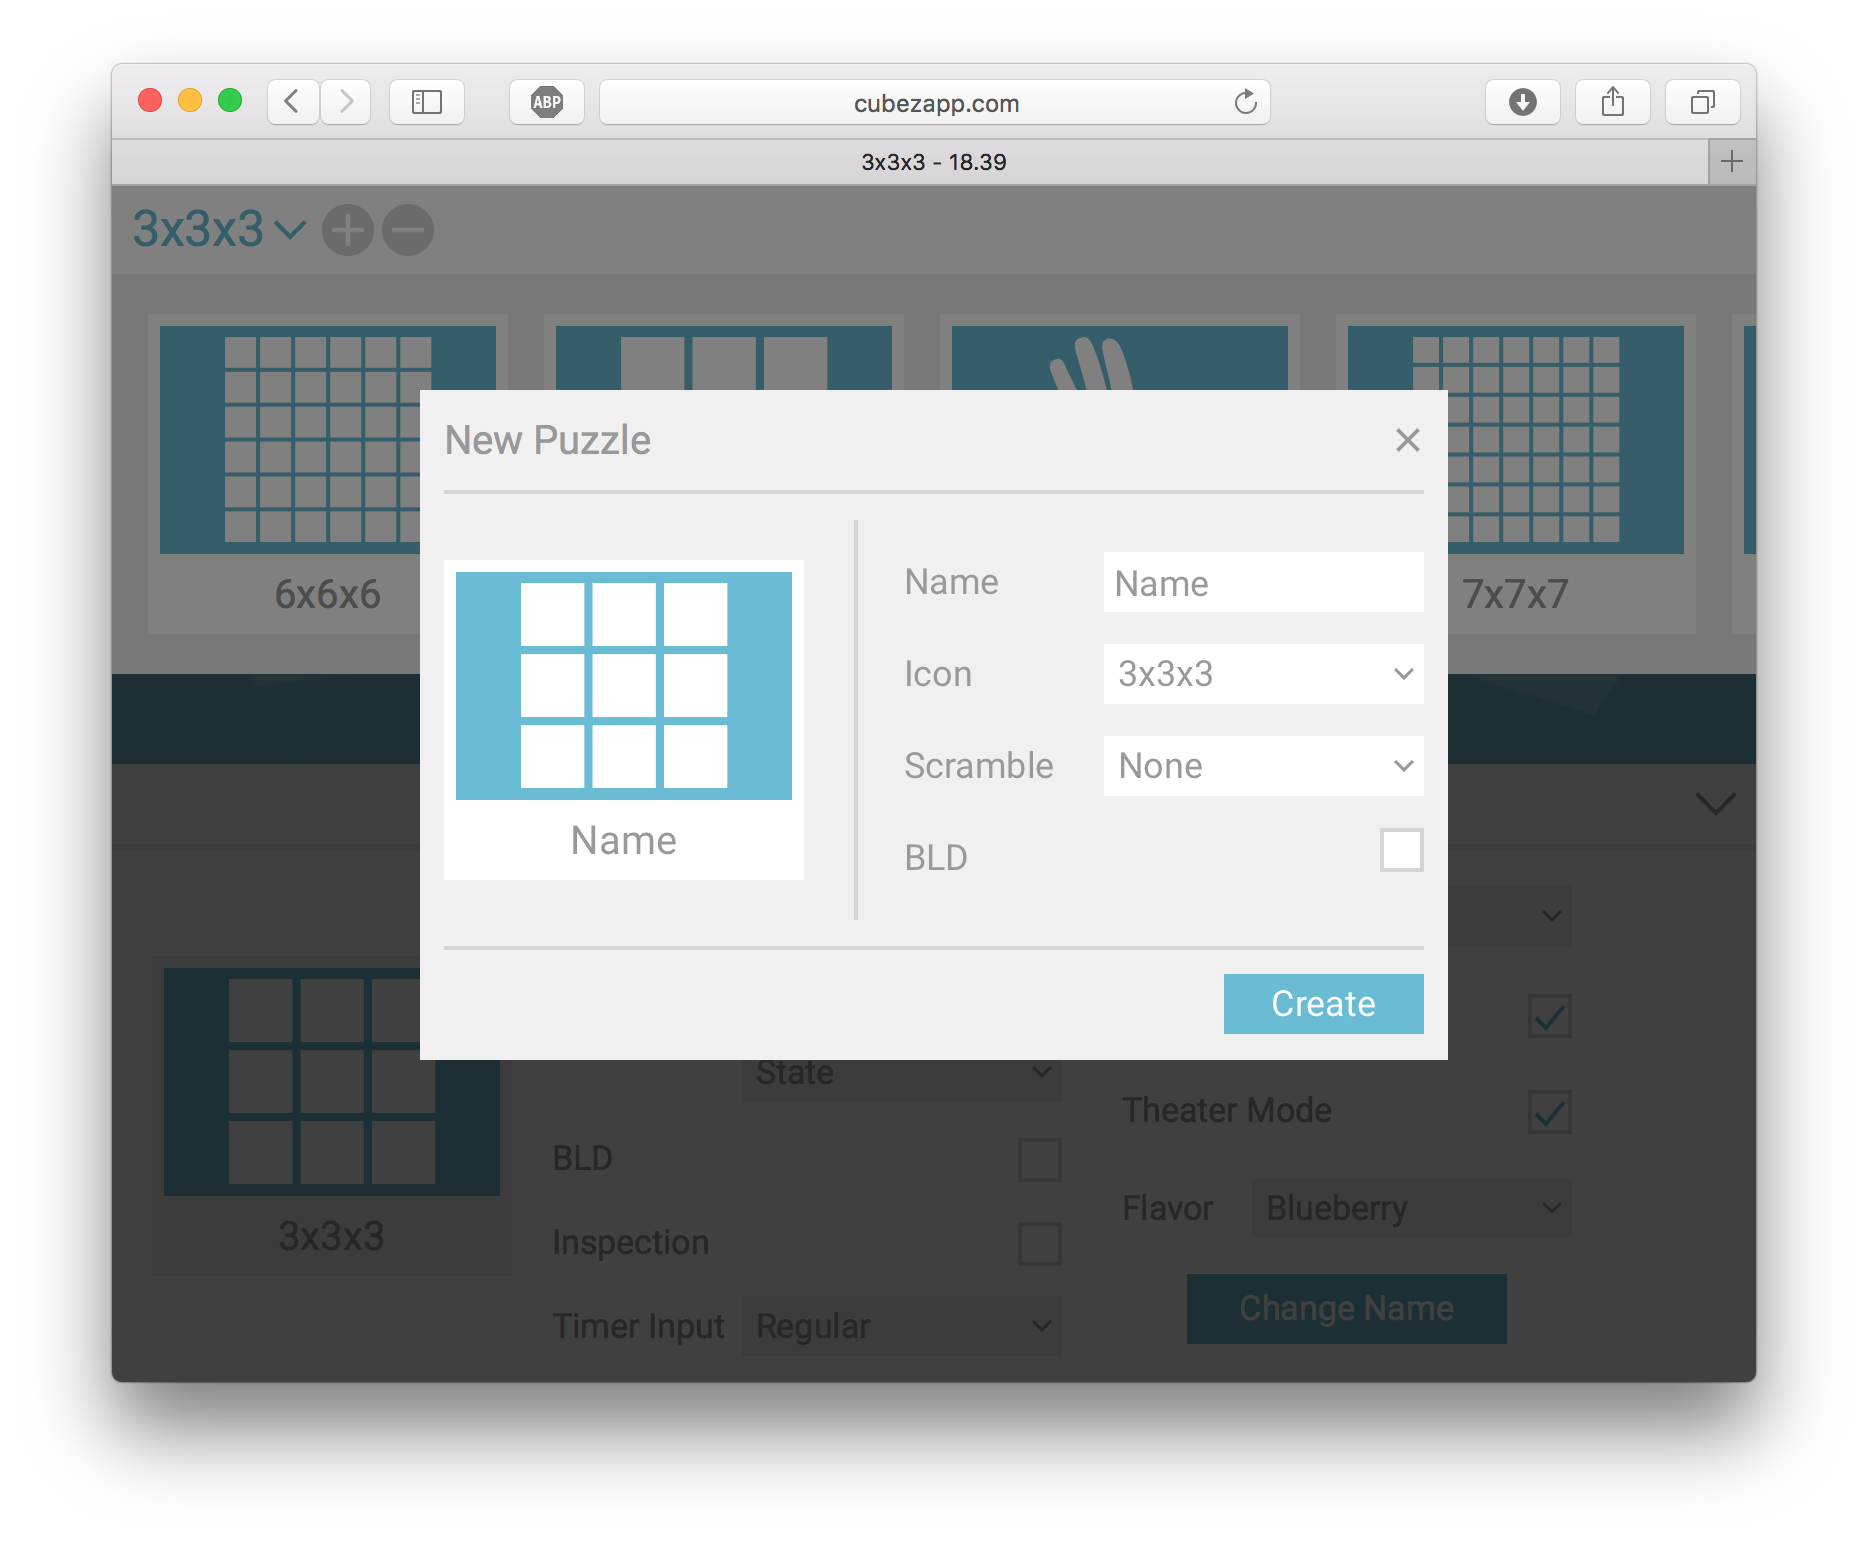 ABP
cubezapp.com
3x3x3 - 18.39
3x3x3
6x6x6
7x7x7
New Puzzle
Name
Name
Name
Icon
3x3x3
Scramble
None
BLD
Create
3x3x3
State
BLD
Inspection
Timer Input
Regular
Theater Mode
Flavor
Blueberry
Change Name